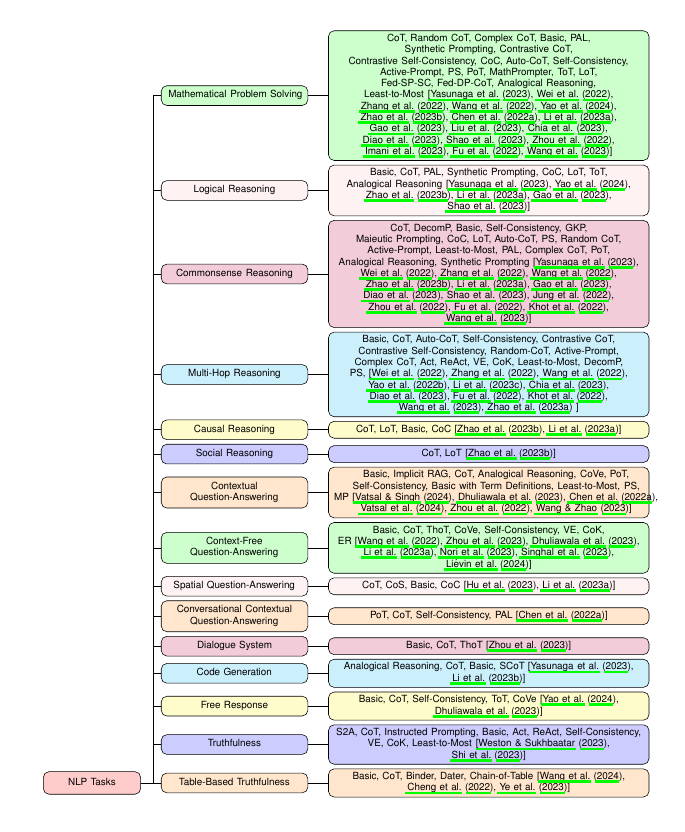 Mathematical Problem Solving
CoT, Random CoT, Complex CoT, Basic, PAL,
Synthetic Prompting, Contrastive CoT,
Contrastive Self-Consistency, CoC, Auto-CoT, Self-Consistency,
Active-Prompt, PS, PoT, MathPrompter, ToT, LoT,
Fed-SP-SC, Fed-DP-CoT, Analogical Reasoning,
Least-to-Most [Yasunaga et al. (2023), Wei et al. (2022),
Zhang et al. (2022), Wang et al. (2022), Yao et al. (2024),
Zhao et al. (2023b), Chen et al. (2022a), Li et al. (2023a),
Gao et al. (2023), Liu et al. (2023), Chia et al. (2023),
Diao et al. (2023), Shao et al. (2023), Zhou et al. (2022),
Imani et al. (2023), Fu et al. (2022), Wang et al. (2023)]
Logical Reasoning
Basic, CoT, PAL, Synthetic Prompting, CoC, LoT, ToT,
Analogical Reasoning [Yasunaga et al. (2023), Yao et al. (2024),
Zhao et al. (2023b), Li et al. (2023a), Gao et al. (2023),
Shao et al. (2023)]
Commonsense Reasoning
CoT, DecomP, Basic, Self-Consistency, GKP,
Maieutic Prompting, CoC, LoT, Auto-CoT, PS, Random CoT,
Active-Prompt, Least-to-Most, PAL, Complex CoT, PoT,
Analogical Reasoning, Synthetic Prompting [Yasunaga et al. (2023),
Wei et al. (2022), Zhang et al. (2022), Wang et al. (2022),
Zhao et al. (2023b), Li et al. (2023a), Gao et al. (2023),
Diao et al. (2023), Shao et al. (2023), Jung et al. (2022),
Zhou et al. (2022), Fu et al. (2022), Khot et al. (2022),
Wang et al. (2023)]
Multi-Hop Reasoning
Basic, CoT, Auto-CoT, Self-Consistency, Contrastive CoT,
Contrastive Self-Consistency, Random-CoT, Active-Prompt,
Complex CoT, Act, ReAct, VE, CoK, Least-to-Most, DecomP,
PS, [Wei et al. (2022), Zhang et al. (2022), Wang et al. (2022),
Yao et al. (2022b), Li et al. (2023c), Chia et al. (2023),
Diao et al. (2023), Fu et al. (2022), Khot et al. (2022),
Wang et al. (2023), Zhao et al. (2023a) ]
Causal Reasoning
CoT, LoT, Basic, CoC [Zhao et al. (2023b), Li et al. (2023a)]
Social Reasoning
CoT, LoT [Zhao et al. (2023b)]
Contextual
Question-Answering
Basic, Implicit RAG, CoT, Analogical Reasoning, CoVe, PoT,
Self-Consistency, Basic with Term Definitions, Least-to-Most, PS,
MP [Vatsal & Singh (2024), Dhuliawala et al. (2023), Chen et al. (2022a),
Vatsal et al. (2024), Zhou et al. (2022), Wang & Zhao (2023)]
Context-Free
Question-Answering
Basic, CoT, ThoT, CoVe, Self-Consistency, VE, CoK,
ER [Wang et al. (2022), Zhou et al. (2023), Dhuliawala et al. (2023),
Li et al. (2023a), Nori et al. (2023), Singhal et al. (2023),
Lievin et al. (2024)]
Spatial Question-Answering
CoT, CoS, Basic, CoC [Hu et al. (2023), Li et al. (2023a)]
Conversational Contextual
Question-Answering
PoT, CoT, Self-Consistency, PAL [Chen et al. (2022a)]
Dialogue System
Basic, CoT, ThoT [Zhou et al. (2023)]
Code Generation
Analogical Reasoning, CoT, Basic, SCoT [Yasunaga et al. (2023),
Li et al. (2023b)]
Free Response
Basic, CoT, Self-Consistency, ToT, CoVe [Yao et al. (2024),
Dhuliawala et al. (2023)]
Truthfulness
S2A, CoT, Instructed Prompting, Basic, Act, ReAct, Self-Consistency,
VE, CoK, Least-to-Most [Weston & Sukhbaatar (2023),
Shi et al. (2023)]
NLP Tasks
Table-Based Truthfulness
Basic, CoT, Binder, Dater, Chain-of-Table [Wang et al. (2024),
Cheng et al. (2022), Ye et al. (2023)]